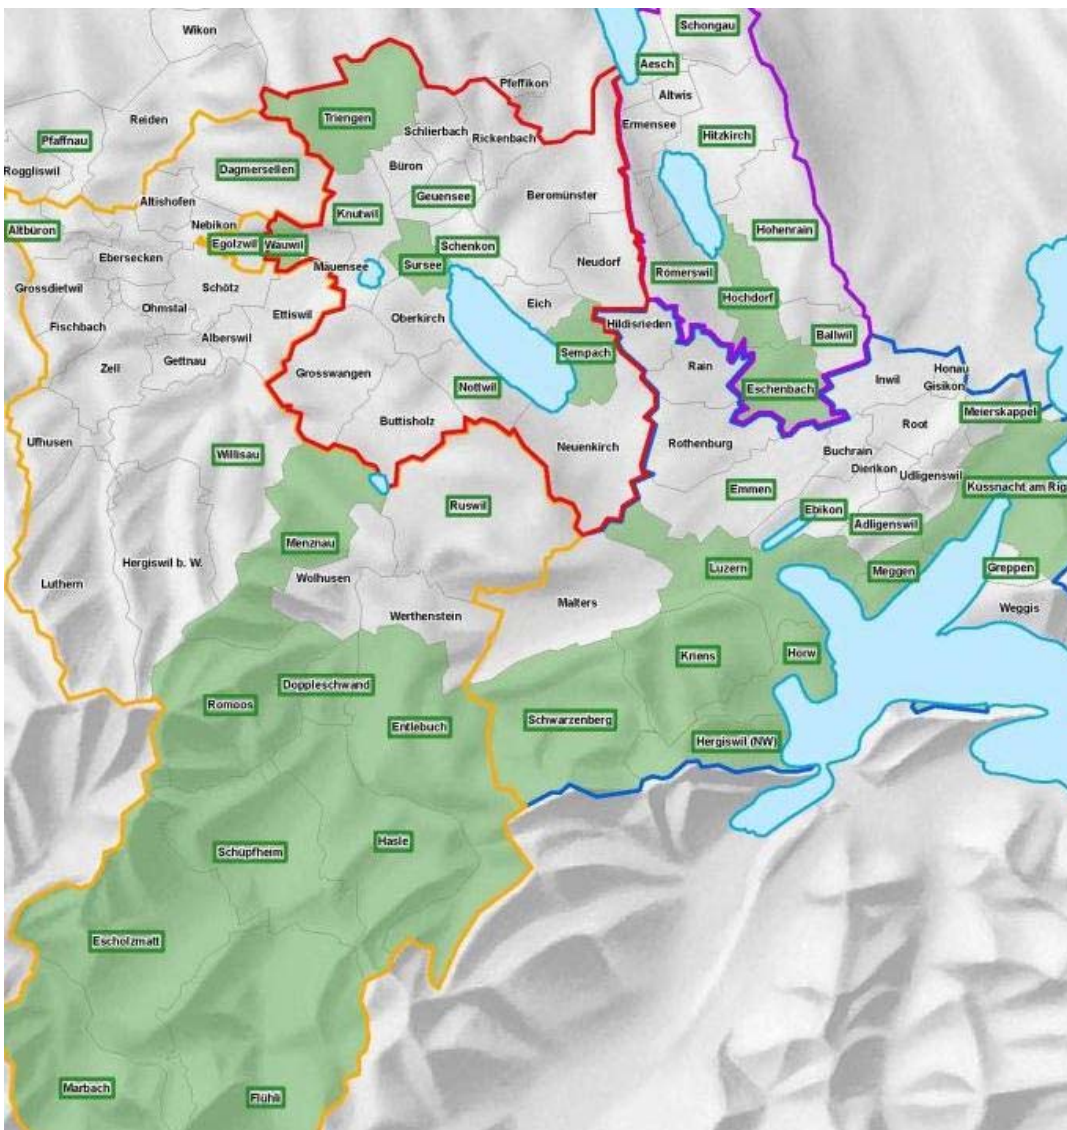 Schongau
Wikon
Aesch
Pfeffikon
Altwis
Triengen
Reiden
Ermensee
Schlierbach
Rickenbach
Hitzkirch
Pfaffnau
Büron
Dagmersellen
Roggliswil
Geuensee
Beromünster
Altishofen
Knutwil
Nebikon
Altbüron
Hohenrain
Egolzwil
Wauwil
Schenkon
Ebersecken
Mauensee
Sursee
Neudorf
Römerswil
Grossdietwil
Schötz
Hochdorf
Ohmstal
Ettiswil
Eich
Oberkirch
Fischbach
Hildisrieden
Alberswil
Ballwil
Sempach
Gettnau
Zell
Rain
Honau
Grosswangen
Inwil
Gisikon
Nottwil
Eschenbach
Meierskappel
Buttisholz
Root
Ufhusen
Rothenburg
Neuenkirch
Buchrain
Willisau
Dierikon
Udligenswil
Emmen
Küssnacht am Rig
Ruswil
Ebikon
Adligenswil
Menznau
Hergiswil b. W.
Luzern
Meggen
Greppen
Wolhusen
Luthern
Malters
Weggis
Werthenstein
Kriens
Horw
Doppleschwand
Romoos
Schwarzenberg
Entlebuch
Hergiswil (NW)
Hasle
Schüpfheim
Escholzmatt
Marbach
Flühli